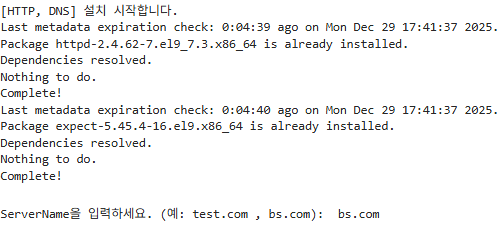 [HTTP, DNS] 설치 시작합니다.
Last metadata expiration check: 0:04:39 ago on Mon Dec 29 17:41:37 2025.
Package httpd-2.4.62-7.el9_7.3.x86_64 is already installed.
Dependencies resolved.
Nothing to do.
Complete!
Last metadata expiration check: 0:04:40 ago on Mon Dec 29 17:41:37 2025.
Package expect-5.45.4-16.el9.x86_64 is already installed.
Dependencies resolved.
Nothing to do.
Complete!
ServerName을 입력하세요. (예: test.com , bs.com):  bs.com